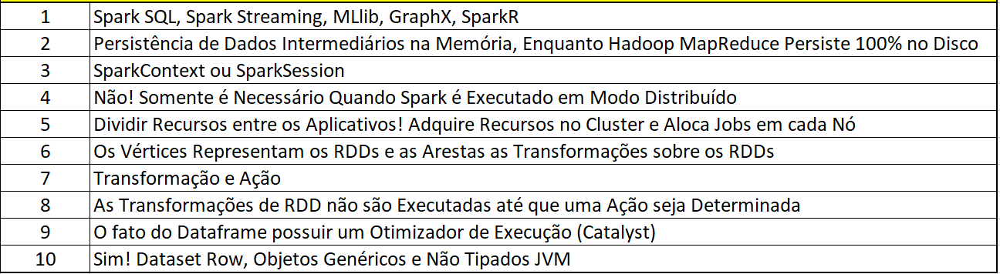 1 Spark SQL, Spark Streaming, MLlib, GraphX, SparkR
2 Persistência de Dados Intermediários na Memória, Enquanto Hadoop MapReduce Persiste 100% no Disco
3 SparkContext ou SparkSession
4 Não! Somente é Necessário Quando Spark é Executado em Modo Distribuído
5 Dividir Recursos entre os Aplicativos! Adquire Recursos no Cluster e Aloca Jobs em cada Nó
6 Os Vértices Representam os RDDs e as Arestas as Transformações sobre os RDDs
7 Transformação e Ação
8 As Transformações de RDD não são Executadas até que uma Ação seja Determinada
9 O fato do Dataframe possuir um Otimizador de Execução (Catalyst)
10 Sim! Dataset Row, Objetos Genéricos e Não Tipados JVM